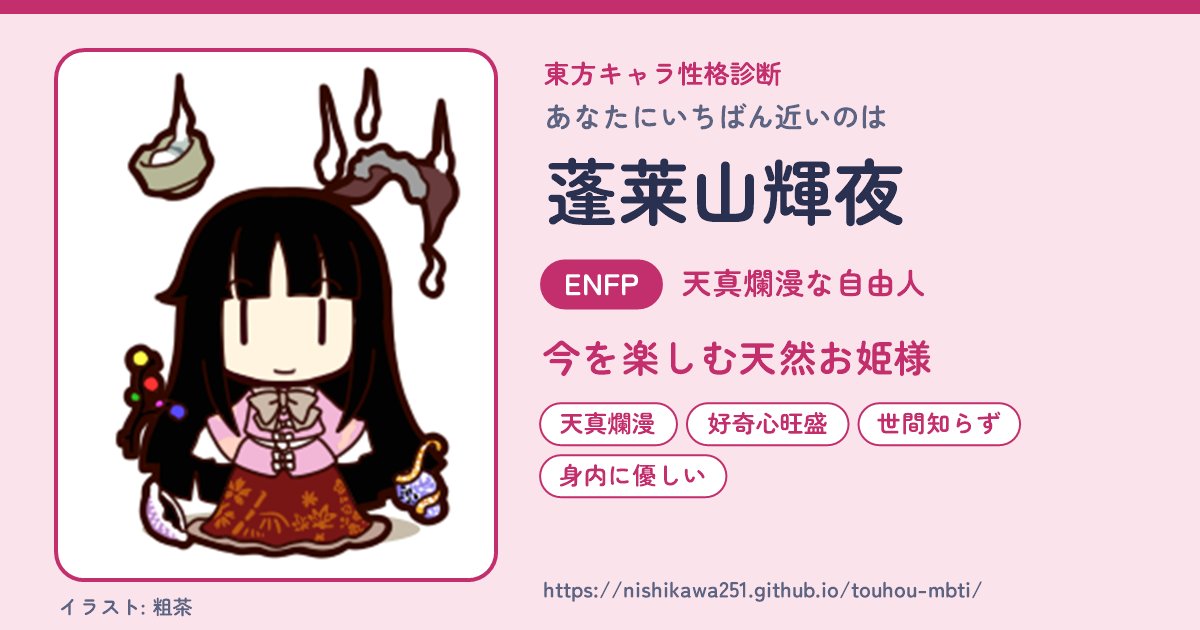 東方キャラ性格診断
あなたにいちばん近いのは
蓬莱山輝夜
ENFP 天真爛漫な自由人
今を楽しむ天然お姫様
天真爛漫 好奇心旺盛 世間知らず
身内に優しい
https://nishikawa251.github.io/touhou-mbti/
イラスト: 粗茶